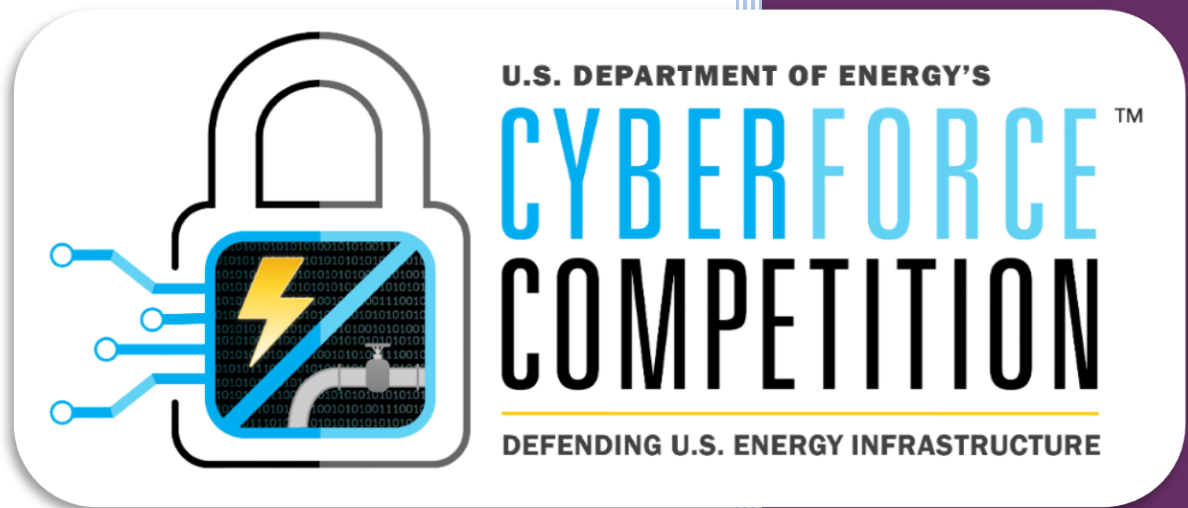 U.S. DEPARTMENT OF ENERGY'S
CYBERFORCE™
COMPETITION
DEFENDING U.S. ENERGY INFRASTRUCTURE